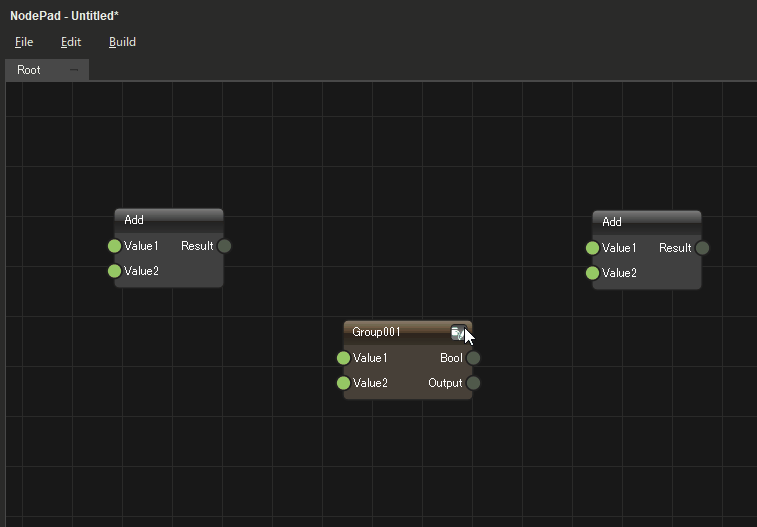 NodePad - Untitled*
File Edit Build
Root
Add
Value1 Result
Value2
Add
Value1 Result
Value2
Group001
Value1 Bool
Value2 Output